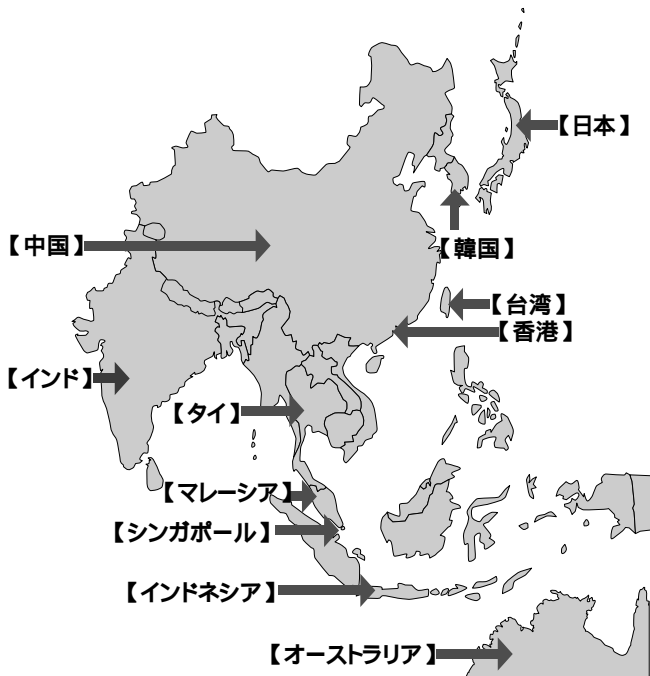 【日本】
【中国】
【韓国】
【台湾】
【香港】
【インド】
【タイ】
【マレーシア】
【シンガポール】
【インドネシア】
【オーストラリア】